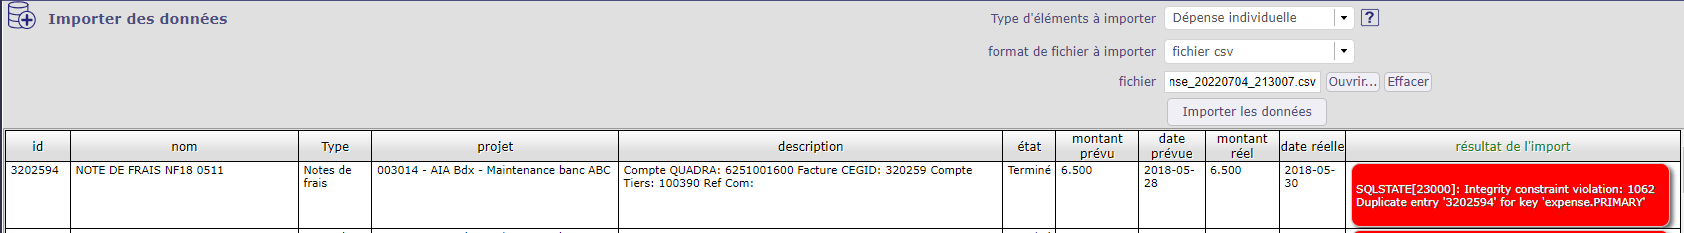 Importer des données
Type d'éléments à importer
Dépense individuelle
?
format de fichier à importer
fichier csv
fichier
nse_20220704_213007.csv
Ouvrir...
Effacer
Importer les données
id
nom
Type
projet
description
état
montant
prévu
date
prévue
montant
réel
date réelle
résultat de l'import
3202594
NOTE DE FRAIS NF18 0511
Notes de
frais
003014 - AIA Bdx - Maintenance banc ABC
Compte QUADRA: 6251001600 Facture CEGID: 320259 Compte
Tiers: 100390 Ref Com:
Terminé
6.500
2018-05-
28
6.500
2018-05-
30
SQLSTATE[23000]: Integrity constraint violation: 1062
Duplicate entry '3202594' for key 'expense.PRIMARY'